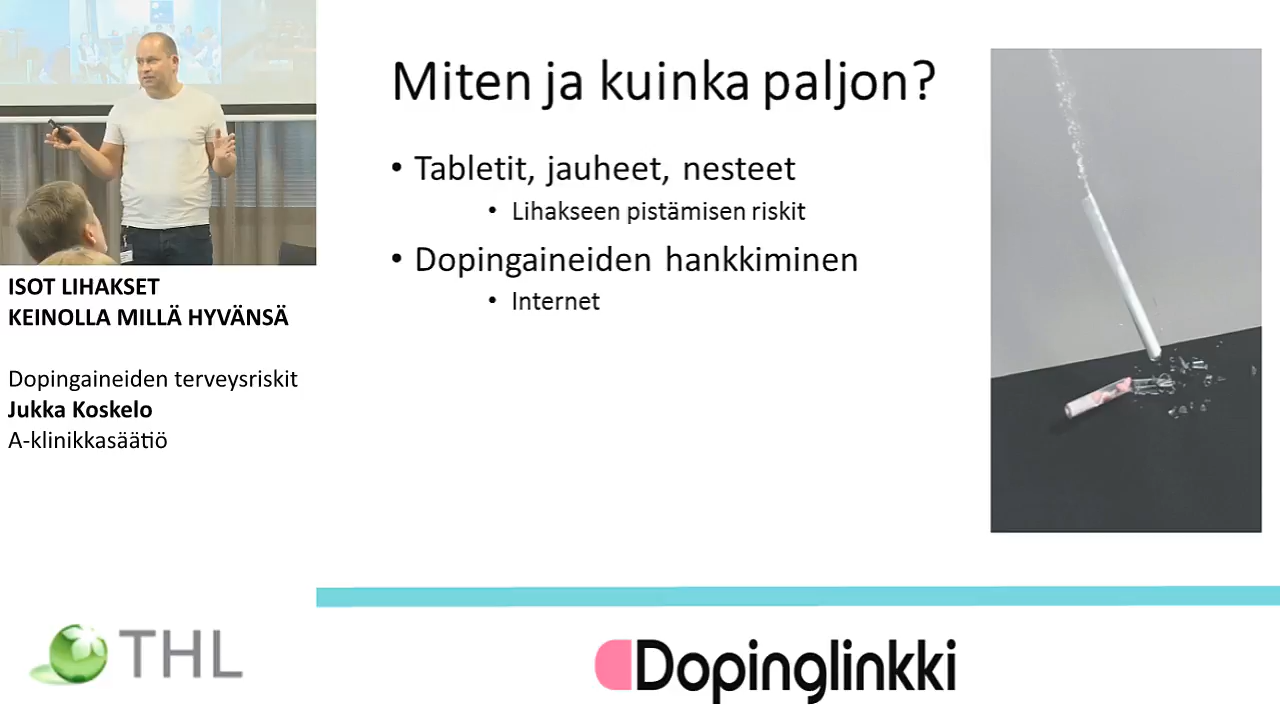 Miten ja kuinka paljon?
• Tabletit, jauheet, nesteet
• Lihakseen pistämisen riskit
• Dopingaineiden hankkiminen
• Internet
ISOT LIHAKSET
KEINOLLA MILLÄ HYVÄNSÄ
Dopingaineiden terveysriskit
Jukka Koskelo
A-klinikkasäätiö
THL
Dopinglinkki